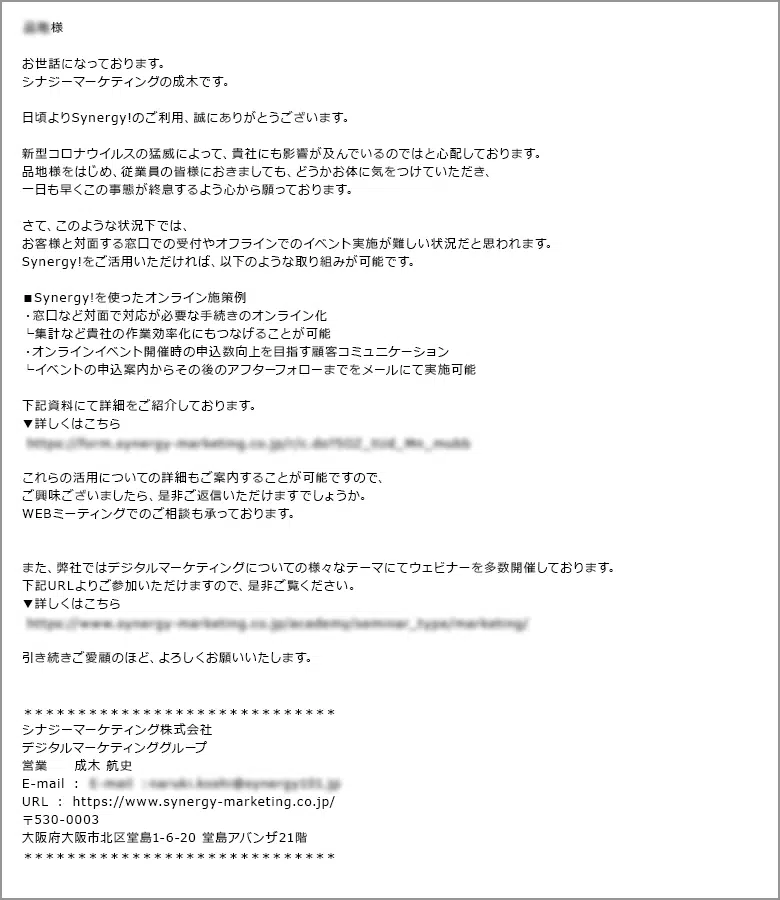 様
お世話になっております。
シナジーマーケティングの成木です。
日頃よりSynergy!のご利用、誠にありがとうございます。
新型コロナウイルスの猛威によって、貴社にも影響が及んでいるのではと心配しております。
品地様をはじめ、従業員の皆様におきましても、どうかお体に気をつけていただき、
一日も早くこの事態が終息するよう心から願っております。
さて、このような状況下では、
お客様と対面する窓口での受付やオフラインでのイベント実施が難しい状況だと思われます。
Synergy!をご活用いただければ、以下のような取り組みが可能です。
■Synergy!を使ったオンライン施策例
・窓口など対面で対応が必要な手続きのオンライン化
└集計など貴社の作業効率化にもつなげることが可能
・オンラインイベント開催時の申込数向上を目指す顧客コミュニケーション
└イベントの申込案内からその後のアフターフォローまでをメールにて実施可能
下記資料にて詳細をご紹介しております。
▼詳しくはこちら
これらの活用についての詳細もご案内することが可能ですので、
ご興味ございましたら、是非ご返信いただけますでしょうか。
WEBミーティングでのご相談も承っております。
また、弊社ではデジタルマーケティングについての様々なテーマにてウェビナーを多数開催しております。
下記URLよりご参加いただけますので、是非ご覧ください。
▼詳しくはこちら
引き続きご愛顧のほど、よろしくお願いいたします。
＊＊＊＊＊＊＊＊＊＊＊＊＊＊＊＊＊＊＊＊＊＊＊＊＊＊
シナジーマーケティング株式会社
デジタルマーケティンググループ
営業　　成木 航史
E-mail ：
URL ： https://www.synergy-marketing.co.jp/
〒530-0003
大阪府大阪市北区堂島1-6-20 堂島アバンザ21階
＊＊＊＊＊＊＊＊＊＊＊＊＊＊＊＊＊＊＊＊＊＊＊＊＊＊